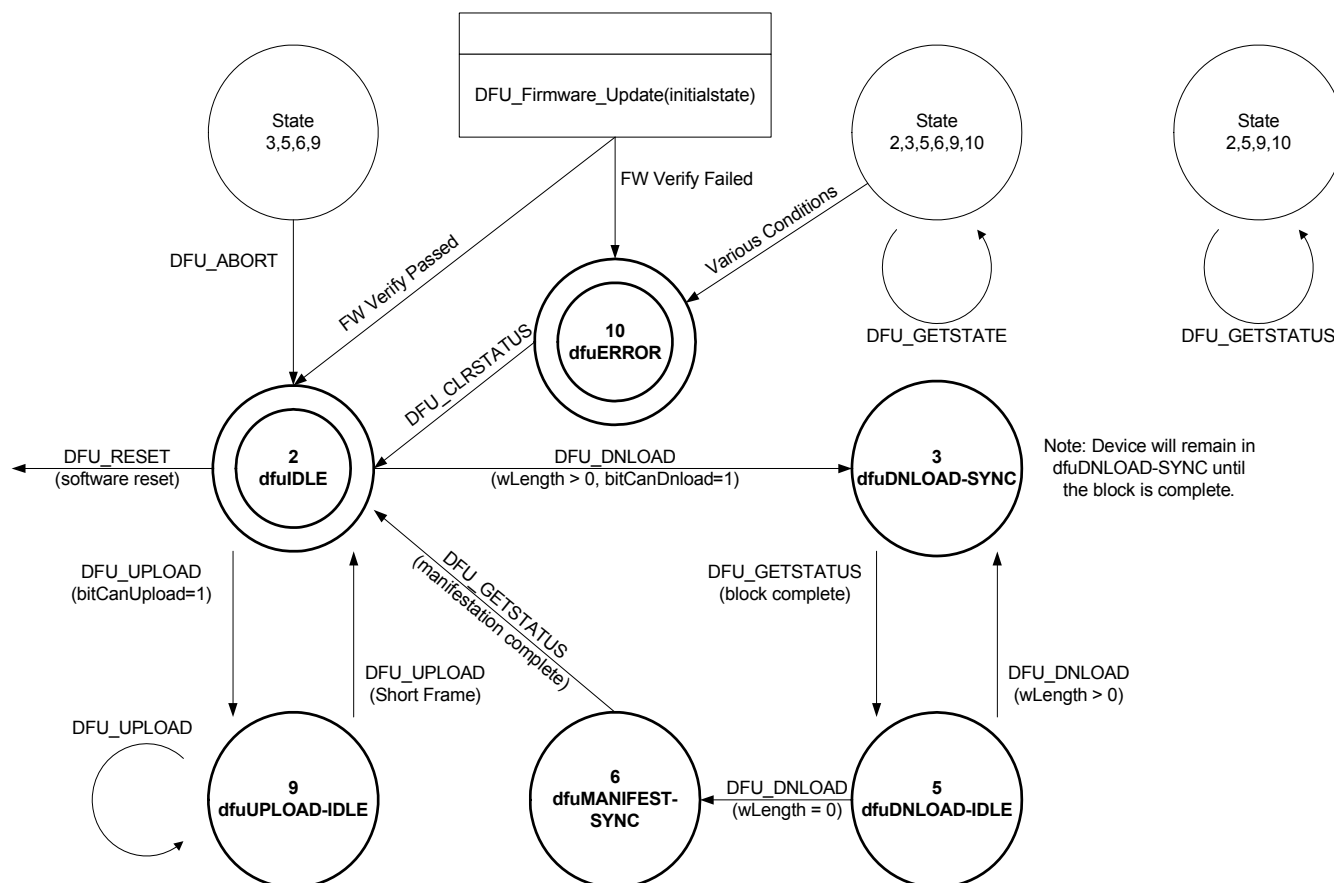 DFU_Firmware_Update(initialstate)
State
3,5,6,9
State
2,3,5,6,9,10
State
2,5,9,10
FW Verify Failed
Various Conditions
DFU_ABORT
FW Verify Passed
DFU_GETSTATE
DFU_GETSTATUS
10
dfuERROR
DFU_CLRSTATUS
DFU_RESET
(software reset)
2
dfuIDLE
DFU_DNLOAD
(wLength > 0, bitCanDnload=1)
3
dfuDNLOAD-SYNC
Note: Device will remain in
dfuDNLOAD-SYNC until
the block is complete.
DFU_UPLOAD
(bitCanUpload=1)
DFU_GETSTATUS
(manifestation complete)
DFU_GETSTATUS
(block complete)
DFU_UPLOAD
(Short Frame)
DFU_DNLOAD
(wLength > 0)
DFU_UPLOAD
9
dfuUPLOAD-IDLE
6
dfuMANIFEST-
SYNC
DFU_DNLOAD
(wLength = 0)
5
dfuDNLOAD-IDLE